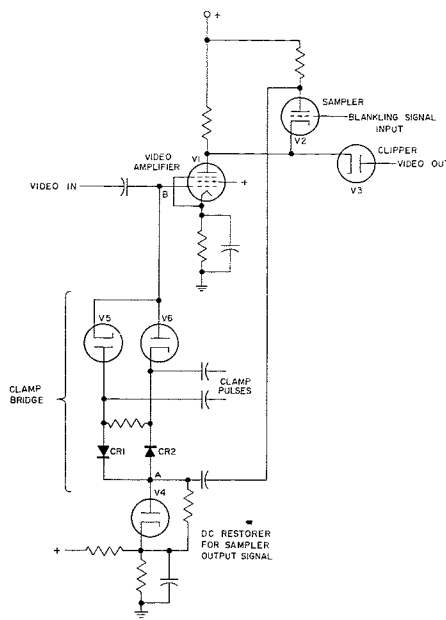 +
SAMPLER
BLANKLING SIGNAL
INPUT
V2
CLIPPER
VIDEO OUT
V3
VIDEO
AMPLIFIER
V1
+
VIDEO IN
B
V5
V6
CLAMP
BRIDGE
CLAMP
PULSES
CR1
CR2
A
V4
DC RESTORER
FOR SAMPLER
OUTPUT SIGNAL
+